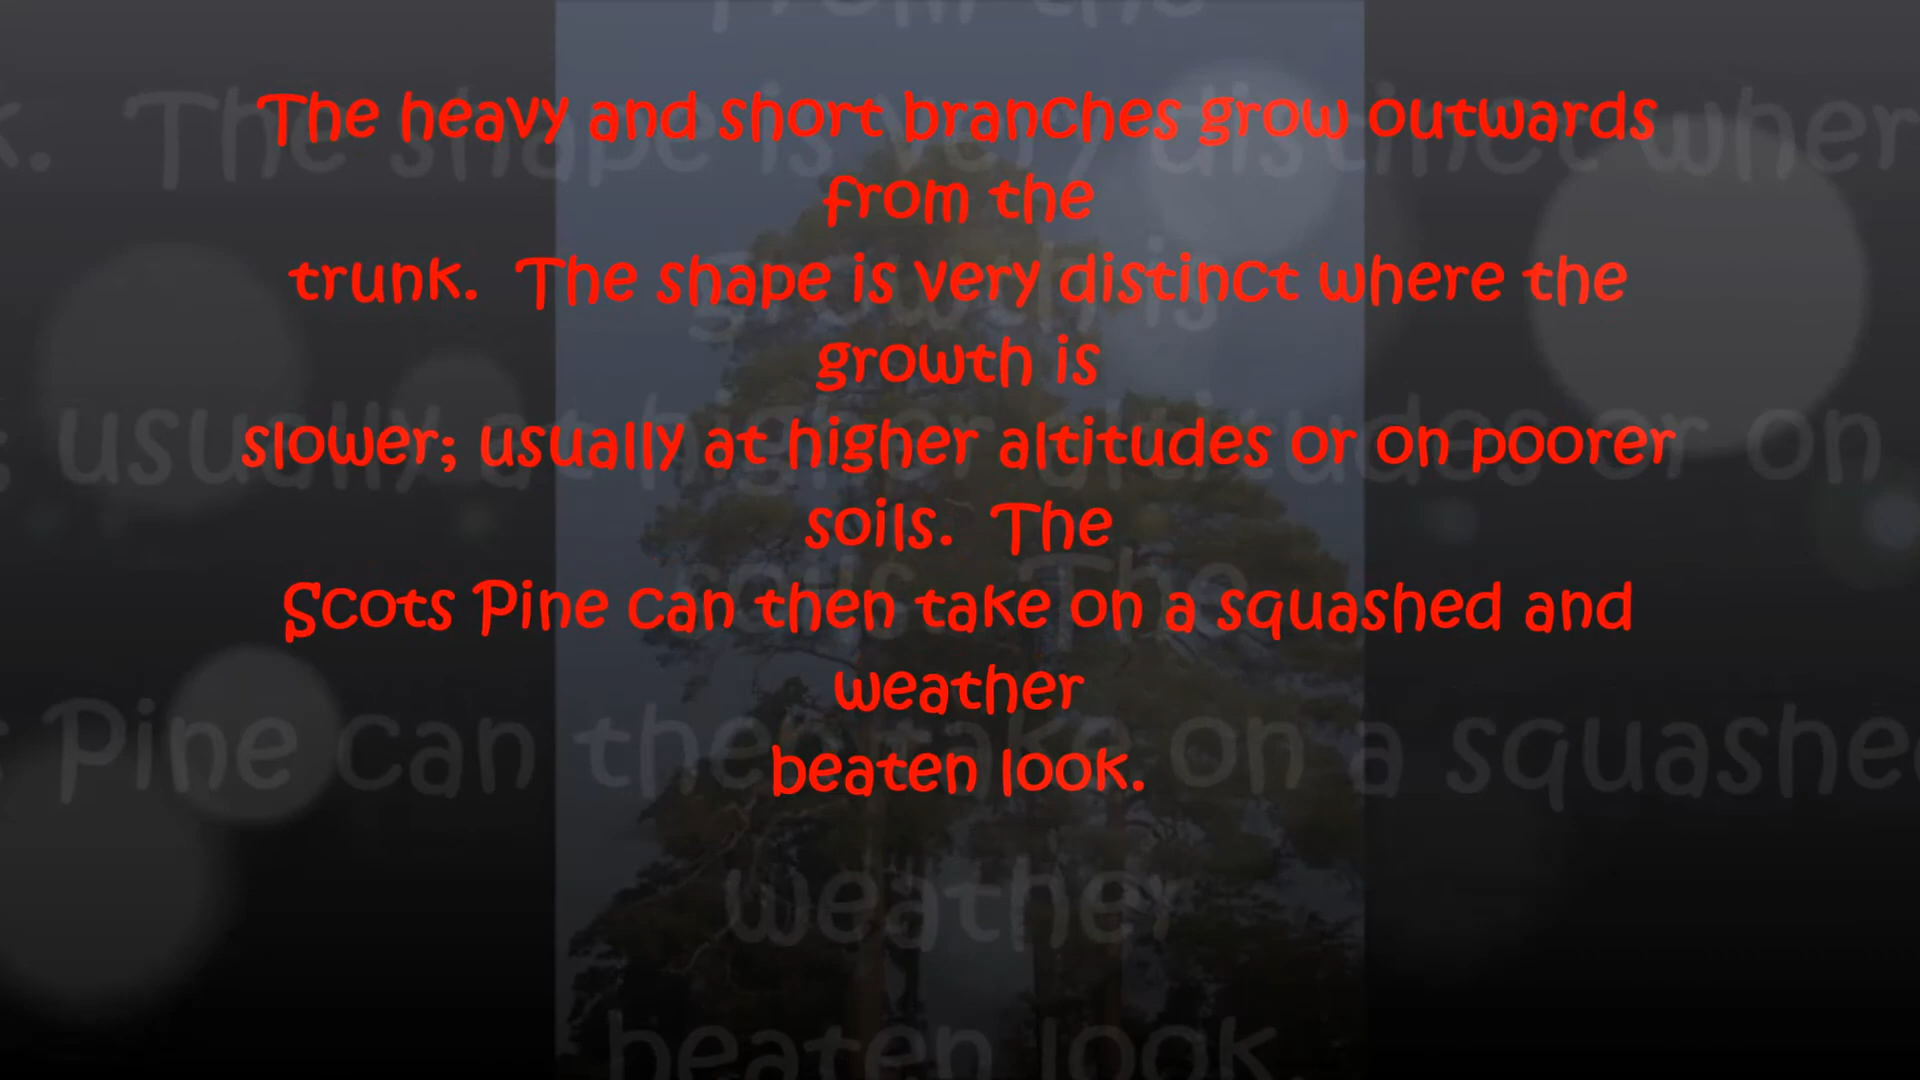 The heavy and short branches grow outwards
from the
trunk.  The shape is very distinct where the
growth is
slower; usually at higher altitudes or on poorer
soils.  The
Scots Pine can then take on a squashed and
weather
beaten look.